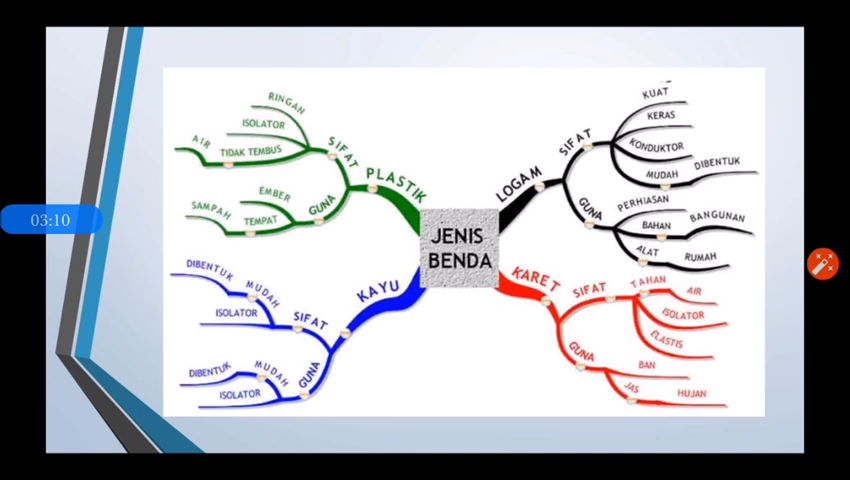 03:10
JENIS
BENDA
PLASTIK
SIFAT
RINGAN
ISOLATOR
TIDAK TEMBUS
AIR
GUNA
EMBER
TEMPAT
SAMPAH
LOGAM
SIFAT
KUAT
KERAS
KONDUKTOR
MUDAH
DIBENTUK
GUNA
PERHIASAN
BAHAN
BANGUNAN
ALAT
RUMAH
KAYU
SIFAT
MUDAH
DIBENTUK
ISOLATOR
GUNA
MUDAH
DIBENTUK
ISOLATOR
KARET
SIFAT
TAHAN
AIR
ISOLATOR
ELASTIS
GUNA
BAN
JAS
HUJAN